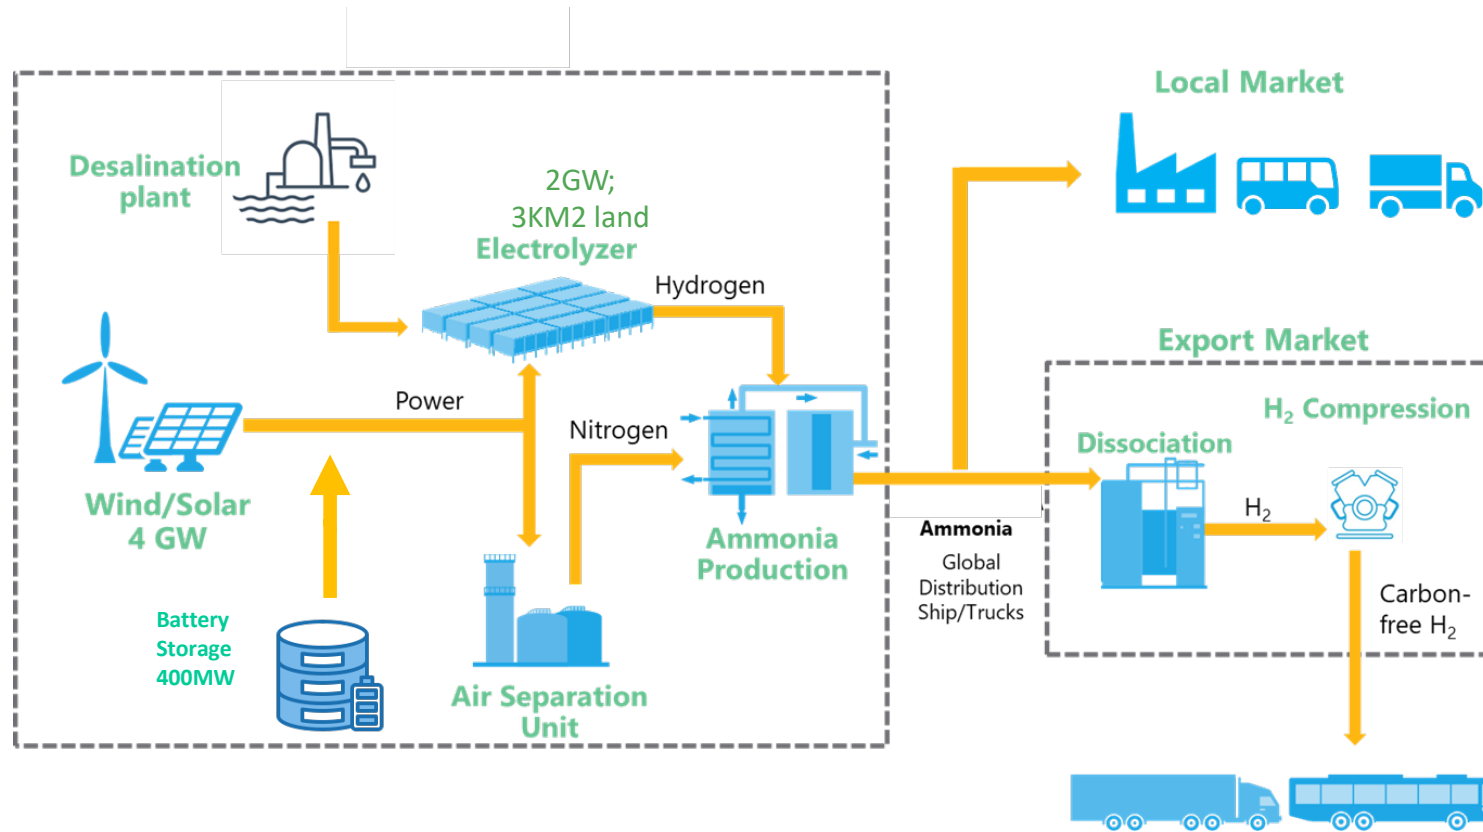 Desalination
plant
2GW;
3KM2 land
Electrolyzer
Hydrogen
Power
Wind/Solar
4 GW
Nitrogen
Battery
Storage
400MW
Air Separation
Unit
Ammonia
Production
Ammonia
Global
Distribution
Ship/Trucks
Local Market
Export Market
H₂ Compression
Dissociation
H₂
Carbon-
free H₂